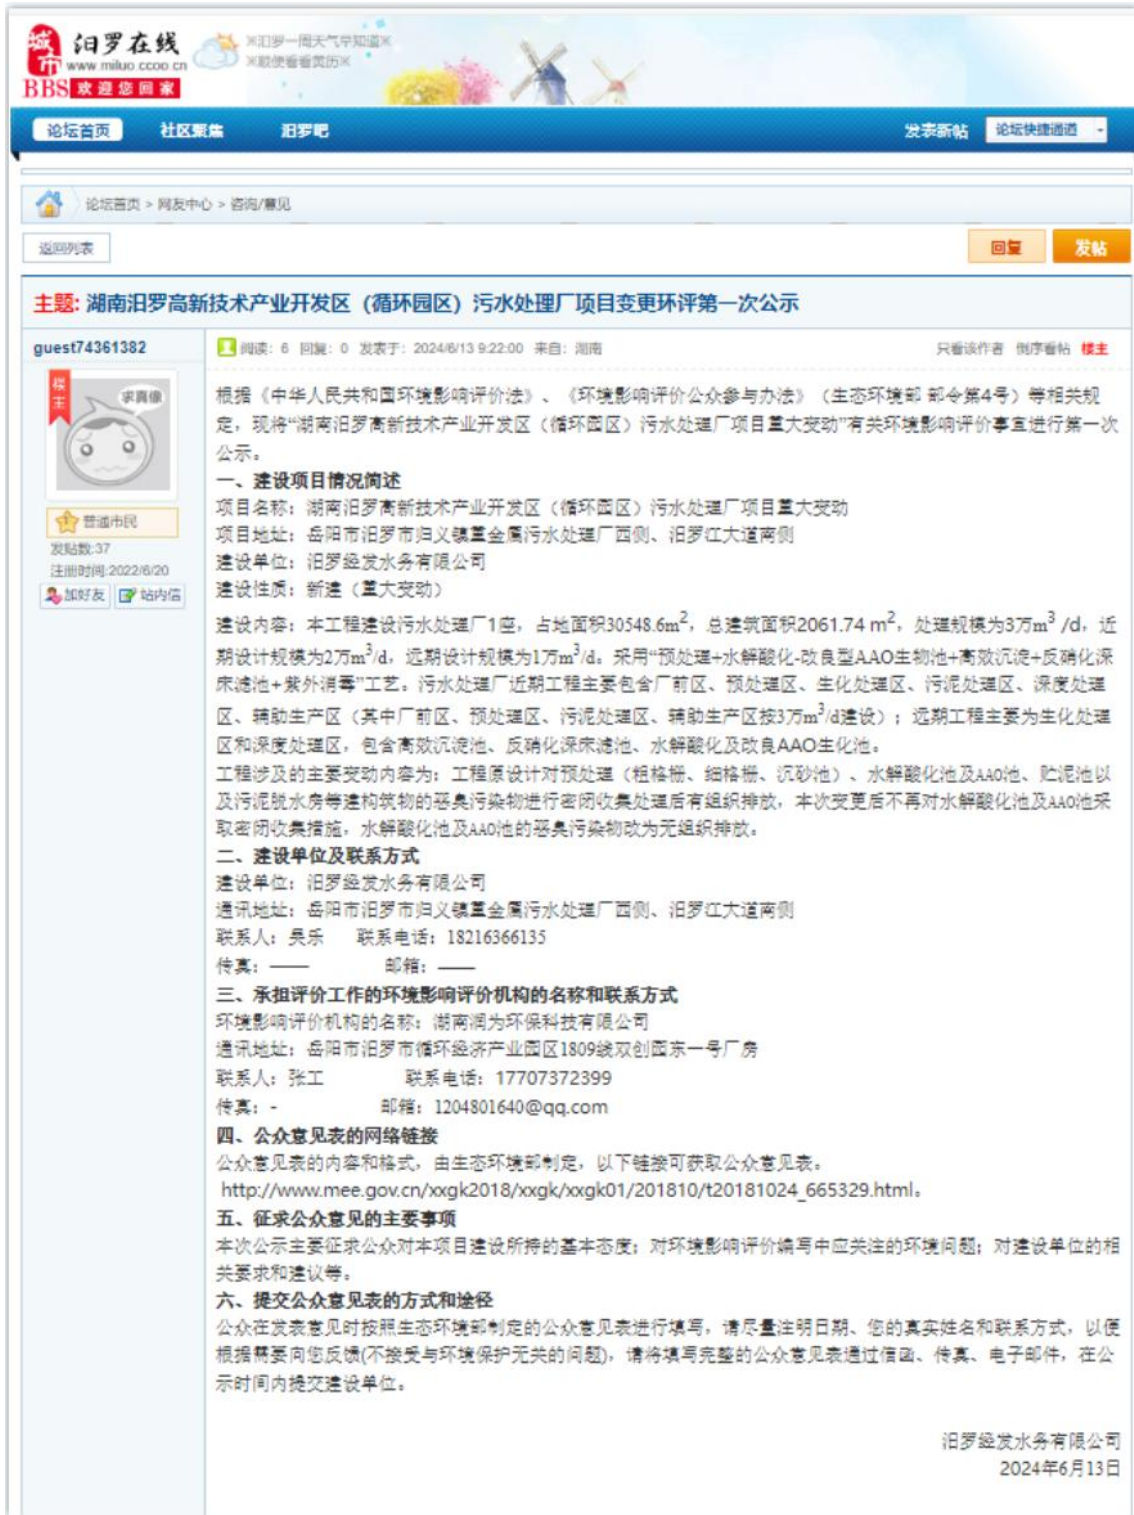 城市
汨罗在线
www.miluo.ccoo.cn
BBS 欢迎您回家
※汨罗一周天气早知道※
※顺便看看黄历※
论坛首页 社区聚焦 汨罗吧 发表新帖 论坛快捷通道
论坛首页 > 网友中心 > 咨询/意见
返回列表 回复 发帖
主题: 湖南汨罗高新技术产业开发区（循环园区）污水处理厂项目变更环评第一次公示
guest74361382
阅读: 6 回复: 0 发表于: 2024/6/13 9:22:00 来自: 湖南 只看该作者 倒序看帖 楼主
楼主
求真像
普通市民
发贴数:37
注册时间:2022/6/20
加好友 站内信
根据《中华人民共和国环境影响评价法》、《环境影响评价公众参与办法》（生态环境部 部令第4号）等相关规
定，现将“湖南汨罗高新技术产业开发区（循环园区）污水处理厂项目重大变动”有关环境影响评价事宜进行第一次
公示。
一、建设项目情况简述
项目名称：湖南汨罗高新技术产业开发区（循环园区）污水处理厂项目重大变动
项目地址：岳阳市汨罗市归义镇重金属污水处理厂西侧、汨罗江大道南侧
建设单位：汨罗经发水务有限公司
建设性质：新建（重大变动）
建设内容：本工程建设污水处理厂1座，占地面积30548.6m²，总建筑面积2061.74 m²，处理规模为3万m³ /d，近
期设计规模为2万m³/d，远期设计规模为1万m³/d。采用“预处理+水解酸化-改良型AAO生物池+高效沉淀+反硝化深
床滤池+紫外消毒”工艺。污水处理厂近期工程主要包含厂前区、预处理区、生化处理区、污泥处理区、深度处理
区、辅助生产区（其中厂前区、预处理区、污泥处理区、辅助生产区按3万m³/d建设）；远期工程主要为生化处理
区和深度处理区，包含高效沉淀池、反硝化深床滤池、水解酸化及改良AAO生化池。
工程涉及的主要变动内容为：工程原设计对预处理（粗格栅、细格栅、沉砂池）、水解酸化池及AAO池、贮泥池以
及污泥脱水房等建构筑物的恶臭污染物进行密闭收集处理后有组织排放，本次变更后不再对水解酸化池及AAO池采
取密闭收集措施，水解酸化池及AAO池的恶臭污染物改为无组织排放。
二、建设单位及联系方式
建设单位：汨罗经发水务有限公司
通讯地址：岳阳市汨罗市归义镇重金属污水处理厂西侧、汨罗江大道南侧
联系人：吴乐 联系电话：18216366135
传真：—— 邮箱：——
三、承担评价工作的环境影响评价机构的名称和联系方式
环境影响评价机构的名称：湖南润为环保科技有限公司
通讯地址：岳阳市汨罗市循环经济产业园区1809线双创园东一号厂房
联系人：张工 联系电话：17707372399
传真：- 邮箱：1204801640@qq.com
四、公众意见表的网络链接
公众意见表的内容和格式，由生态环境部制定，以下链接可获取公众意见表。
http://www.mee.gov.cn/xxgk2018/xxgk/xxgk01/201810/t20181024_665329.html。
五、征求公众意见的主要事项
本次公示主要征求公众对本项目建设所持的基本态度；对环境影响评价编写中应关注的环境问题；对建设单位的相
关要求和建议等。
六、提交公众意见表的方式和途径
公众在发表意见时按照生态环境部制定的公众意见表进行填写，请尽量注明日期、您的真实姓名和联系方式，以便
根据需要向您反馈(不接受与环境保护无关的问题)，请将填写完整的公众意见表通过信函、传真、电子邮件，在公
示时间内提交建设单位。
汨罗经发水务有限公司
2024年6月13日